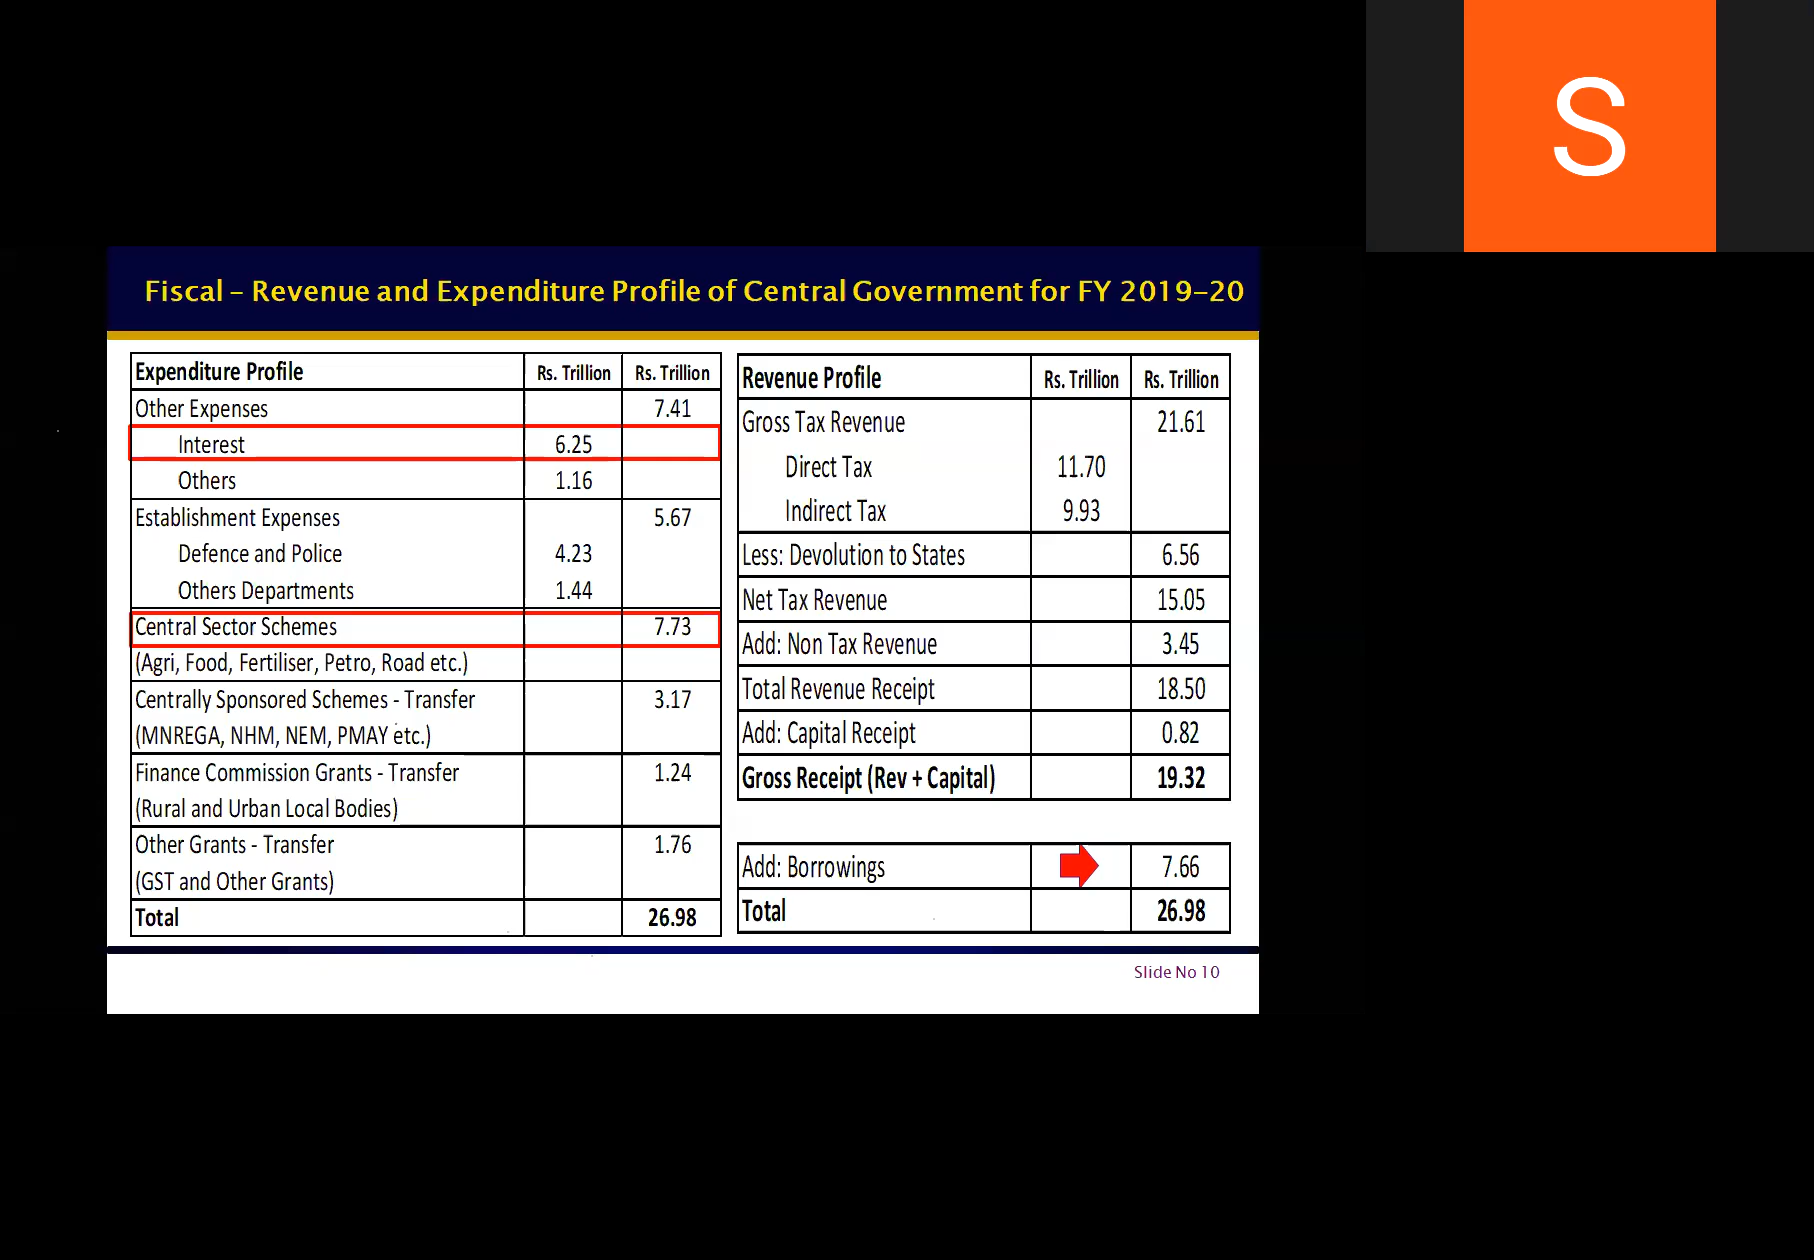 S
Fiscal – Revenue and Expenditure Profile of Central Government for FY 2019-20
Expenditure Profile Rs. Trillion Rs. Trillion
Other Expenses 7.41
Interest 6.25
Others 1.16
Establishment Expenses 5.67
Defence and Police 4.23
Others Departments 1.44
Central Sector Schemes 7.73
(Agri, Food, Fertiliser, Petro, Road etc.)
Centrally Sponsored Schemes - Transfer 3.17
(MNREGA, NHM, NEM, PMAY etc.)
Finance Commission Grants - Transfer 1.24
(Rural and Urban Local Bodies)
Other Grants - Transfer 1.76
(GST and Other Grants)
Total 26.98
Revenue Profile Rs. Trillion Rs. Trillion
Gross Tax Revenue 21.61
Direct Tax 11.70
Indirect Tax 9.93
Less: Devolution to States 6.56
Net Tax Revenue 15.05
Add: Non Tax Revenue 3.45
Total Revenue Receipt 18.50
Add: Capital Receipt 0.82
Gross Receipt (Rev + Capital) 19.32
Add: Borrowings 7.66
Total 26.98
Slide No 10